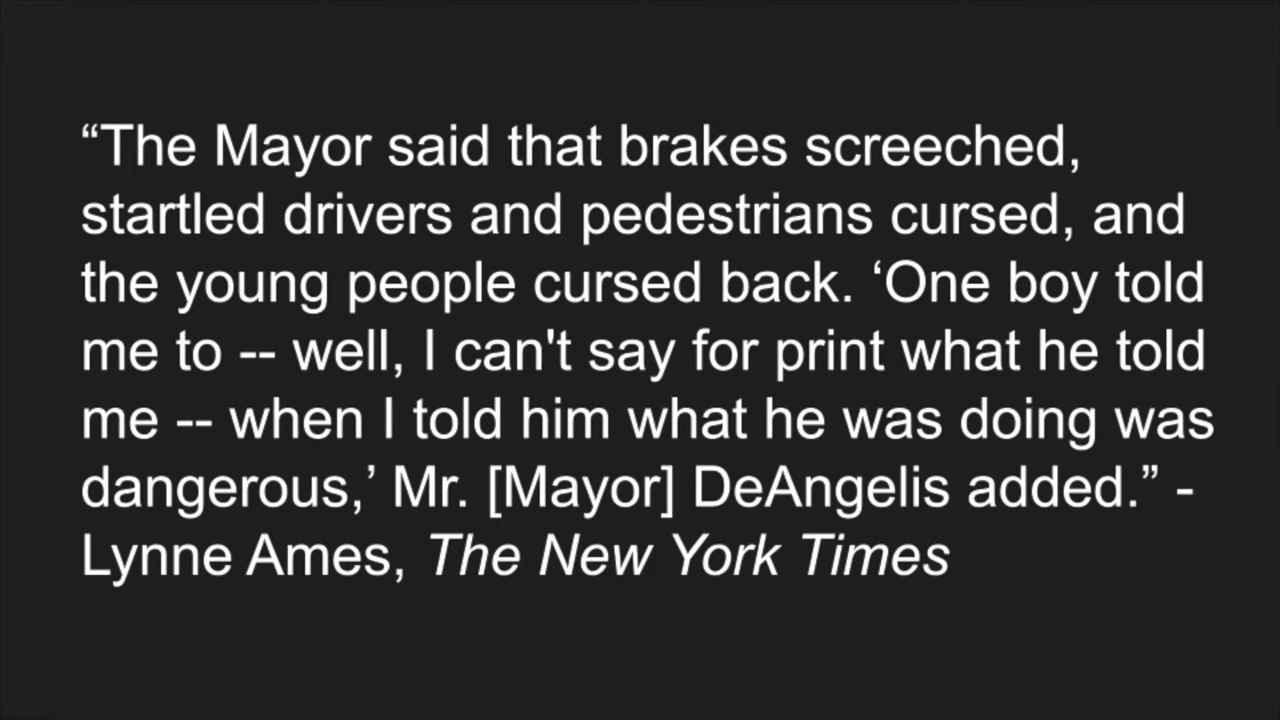 “The Mayor said that brakes screeched,
startled drivers and pedestrians cursed, and
the young people cursed back. ‘One boy told
me to -- well, I can't say for print what he told
me -- when I told him what he was doing was
dangerous,’ Mr. [Mayor] DeAngelis added.” -
Lynne Ames, The New York Times